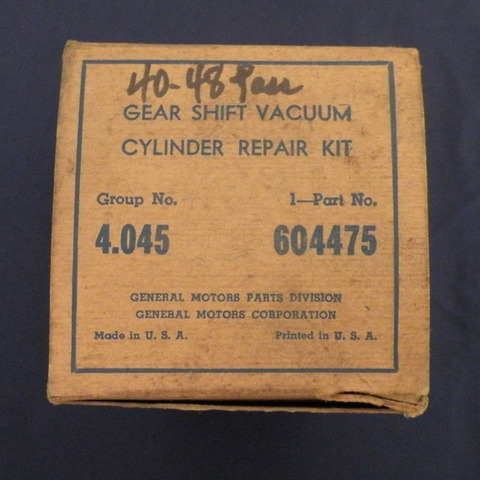 40-48 Pass
GEAR SHIFT VACUUM
CYLINDER REPAIR KIT
Group No. 1—Part No.
4.045 604475
GENERAL MOTORS PARTS DIVISION
GENERAL MOTORS CORPORATION
Made in U. S. A. Printed in U. S. A.